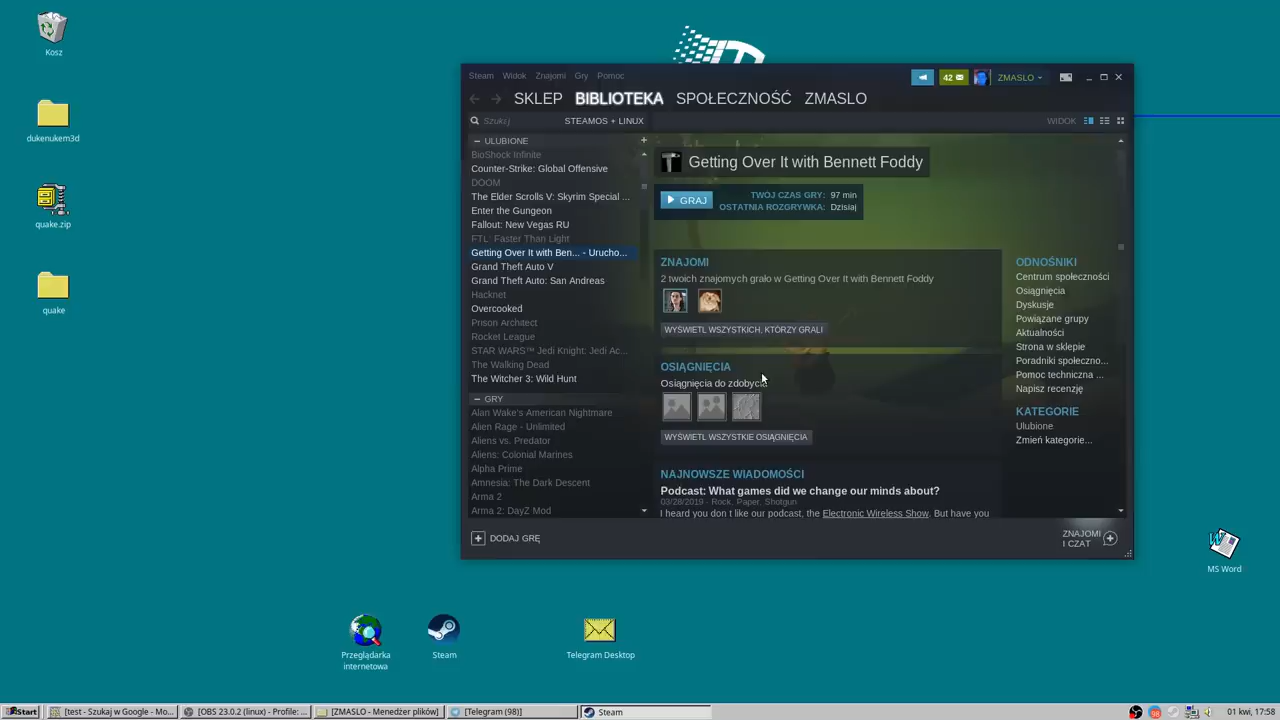 Kosz
dukenukem3d
quake.zip
quake
Steam Widok Znajomi Gry Pomoc
42
ZMASLO
SKLEP BIBLIOTEKA SPOŁECZNOŚĆ ZMASLO
Szukaj
STEAMOS + LINUX
WIDOK
ULUBIONE
BioShock Infinite
Counter-Strike: Global Offensive
DOOM
The Elder Scrolls V: Skyrim Special ...
Enter the Gungeon
Fallout: New Vegas RU
FTL: Faster Than Light
Getting Over It with Ben... - Urucho...
Grand Theft Auto V
Grand Theft Auto: San Andreas
Hacknet
Overcooked
Prison Architect
Rocket League
STAR WARS™ Jedi Knight: Jedi Ac...
The Walking Dead
The Witcher 3: Wild Hunt
GRY
Alan Wake's American Nightmare
Alien Rage - Unlimited
Aliens vs. Predator
Aliens: Colonial Marines
Alpha Prime
Amnesia: The Dark Descent
Arma 2
Arma 2: DayZ Mod
Getting Over It with Bennett Foddy
GRAJ
TWÓJ CZAS GRY: 97 min
OSTATNIA ROZGRYWKA: Dzisiaj
ZNAJOMI
2 twoich znajomych grało w Getting Over It with Bennett Foddy
WYŚWIETL WSZYSTKICH, KTÓRZY GRALI
OSIĄGNIĘCIA
Osiągnięcia do zdobycia:
WYŚWIETL WSZYSTKIE OSIĄGNIĘCIA
NAJNOWSZE WIADOMOŚCI
Podcast: What games did we change our minds about?
03/28/2019 - Rock, Paper, Shotgun
I heard you don t like our podcast, the Electronic Wireless Show. But have you
ODNOŚNIKI
Centrum społeczności
Osiągnięcia
Dyskusje
Powiązane grupy
Aktualności
Strona w sklepie
Poradniki społeczno...
Pomoc techniczna ...
Napisz recenzję
KATEGORIE
Ulubione
Zmień kategorie...
DODAJ GRĘ
ZNAJOMI
I CZAT
MS Word
Przeglądarka
internetowa
Steam
Telegram Desktop
Start
[test - Szukaj w Google - Mo...
[OBS 23.0.2 (linux) - Profile: ...
[ZMASLO - Menedżer plików]
[Telegram (98)]
Steam
98
01 kwi, 17:58